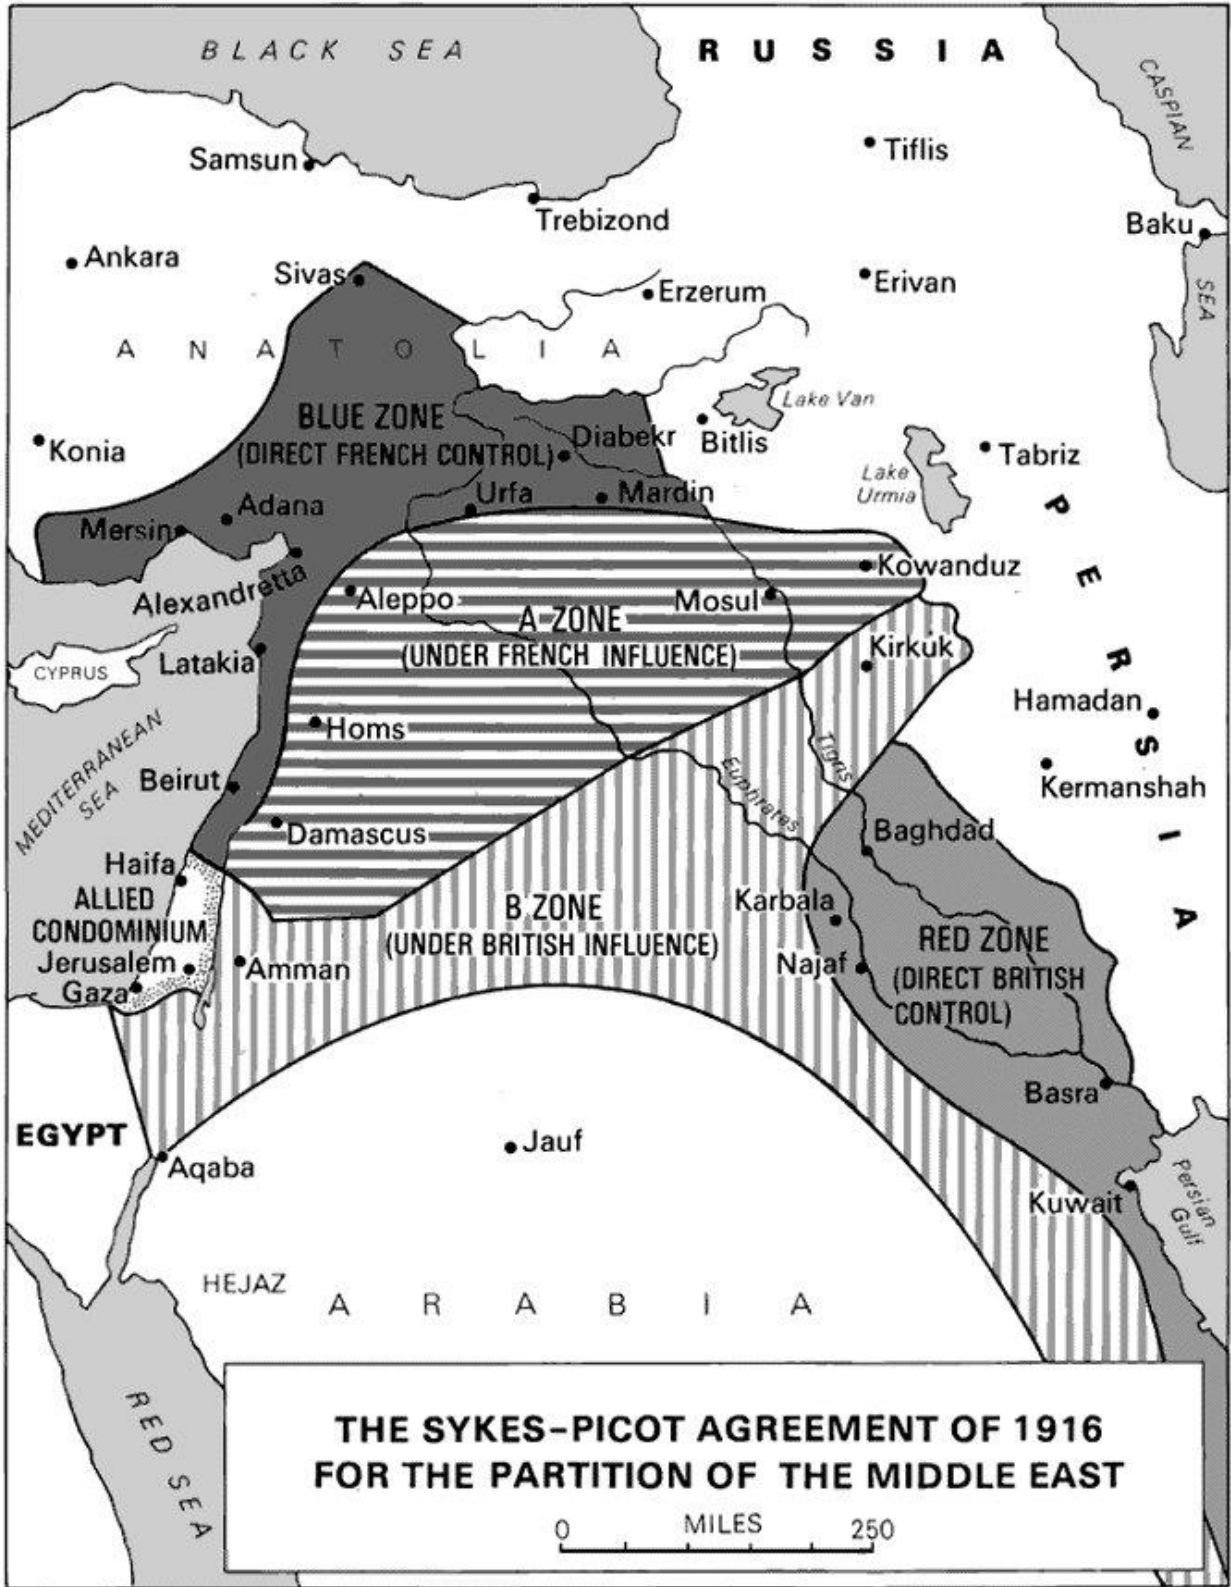 BLACK SEA
RUSSIA
CASPIAN
SEA
Samsun
Tiflis
Trebizond
Baku
Ankara
Sivas
Erzerum
Erivan
ANATOLIA
Lake Van
BLUE ZONE
(DIRECT FRENCH CONTROL)
Diabekr
Bitlis
Konia
Tabriz
Lake
Urmia
Urfa
Mardin
Adana
Mersin
PERSIA
Alexandretta
Aleppo
Kowanduz
Mosul
A ZONE
(UNDER FRENCH INFLUENCE)
Kirkuk
CYPRUS
Latakia
Hamadan
Homs
MEDITERRANEAN
SEA
Beirut
Tigris
Euphrates
Kermanshah
Damascus
Baghdad
Haifa
ALLIED
CONDOMINIUM
Jerusalem
Gaza
Amman
B ZONE
(UNDER BRITISH INFLUENCE)
Karbala
Najaf
RED ZONE
(DIRECT BRITISH
CONTROL)
Basra
EGYPT
Jauf
Aqaba
Kuwait
Persian
Gulf
HEJAZ
ARABIA
RED SEA
THE SYKES-PICOT AGREEMENT OF 1916
FOR THE PARTITION OF THE MIDDLE EAST
0 MILES 250